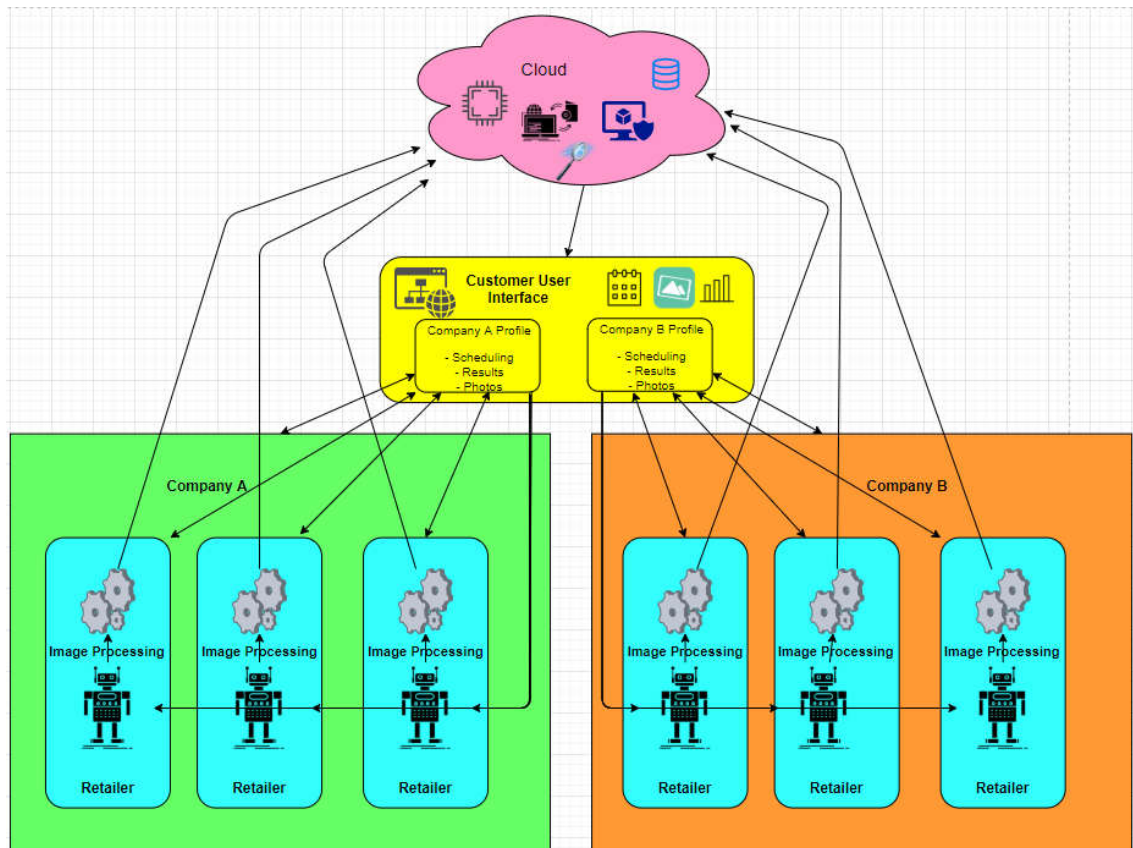 Cloud
Customer User
Interface
Company A Profile
- Scheduling
- Results
- Photos
Company B Profile
- Scheduling
- Results
- Photos
Company A
Company B
Image Processing
Image Processing
Image Processing
Image Processing
Image Processing
Image Processing
Retailer
Retailer
Retailer
Retailer
Retailer
Retailer